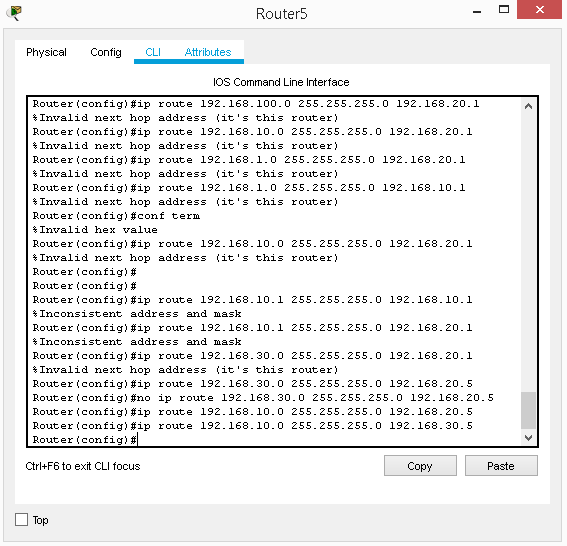 Router5
Physical Config CLI Attributes
IOS Command Line Interface
Router(config)#ip route 192.168.100.0 255.255.255.0 192.168.20.1
%Invalid next hop address (it's this router)
Router(config)#ip route 192.168.10.0 255.255.255.0 192.168.20.1
%Invalid next hop address (it's this router)
Router(config)#ip route 192.168.1.0 255.255.255.0 192.168.20.1
%Invalid next hop address (it's this router)
Router(config)#ip route 192.168.1.0 255.255.255.0 192.168.10.1
%Invalid next hop address (it's this router)
Router(config)#conf term
%Invalid hex value
Router(config)#ip route 192.168.10.0 255.255.255.0 192.168.20.1
%Invalid next hop address (it's this router)
Router(config)#
Router(config)#
Router(config)#ip route 192.168.10.1 255.255.255.0 192.168.10.1
%Inconsistent address and mask
Router(config)#ip route 192.168.10.1 255.255.255.0 192.168.20.1
%Inconsistent address and mask
Router(config)#ip route 192.168.30.0 255.255.255.0 192.168.20.1
%Invalid next hop address (it's this router)
Router(config)#ip route 192.168.30.0 255.255.255.0 192.168.20.5
Router(config)#no ip route 192.168.30.0 255.255.255.0 192.168.20.5
Router(config)#ip route 192.168.10.0 255.255.255.0 192.168.20.5
Router(config)#ip route 192.168.10.0 255.255.255.0 192.168.30.5
Router(config)#
Ctrl+F6 to exit CLI focus
Copy Paste
Top